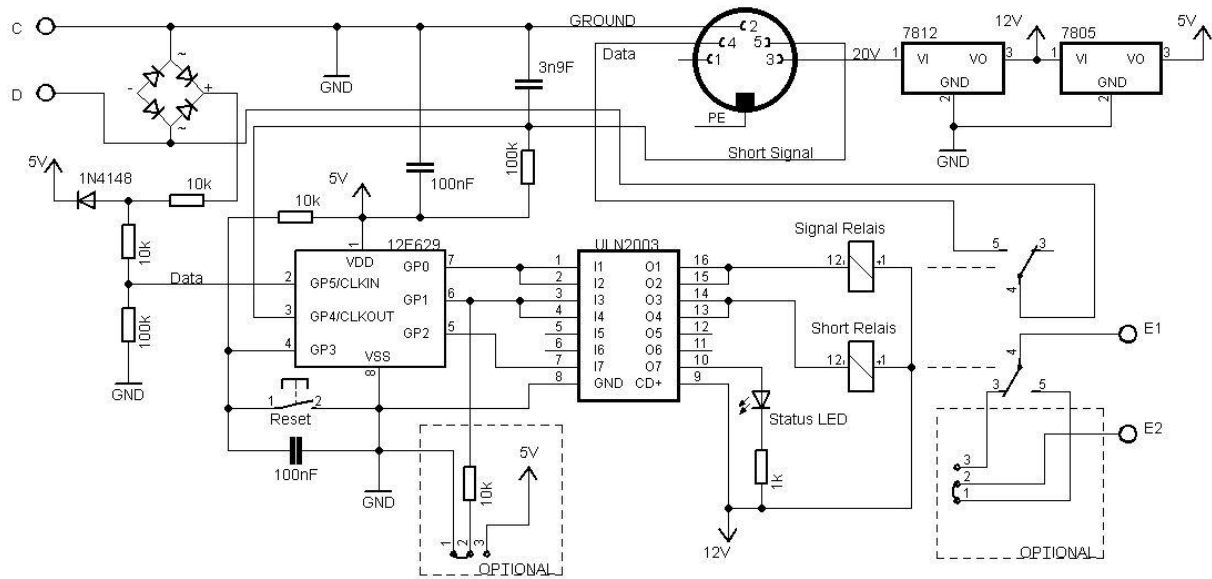 C
GROUND
2
4
5
1
3
Data
20V
PE
7812
1
VI
VO
3
GND
2
12V
7805
1
VI
VO
3
GND
2
5V
GND
3n9F
GND
D
-
+
~
~
Short Signal
100k
100nF
5V
1N4148
10k
5V
10k
10k
100k
GND
Data
12F629
1
VDD
2
GP5/CLKIN
3
GP4/CLKOUT
4
GP3
GP0
7
GP1
6
GP2
5
VSS
8
1
2
Reset
100nF
GND
ULN2003
1
I1
O1
16
2
I2
O2
15
3
I3
O3
14
4
I4
O4
13
5
I5
O5
12
6
I6
O6
11
7
I7
O7
10
8
GND
CD+
9
Signal Relais
12
1
Short Relais
12
1
Status LED
1k
12V
5V
10k
1
2
3
OPTIONAL
5
3
4
E1
4
3
5
E2
3
2
1
OPTIONAL